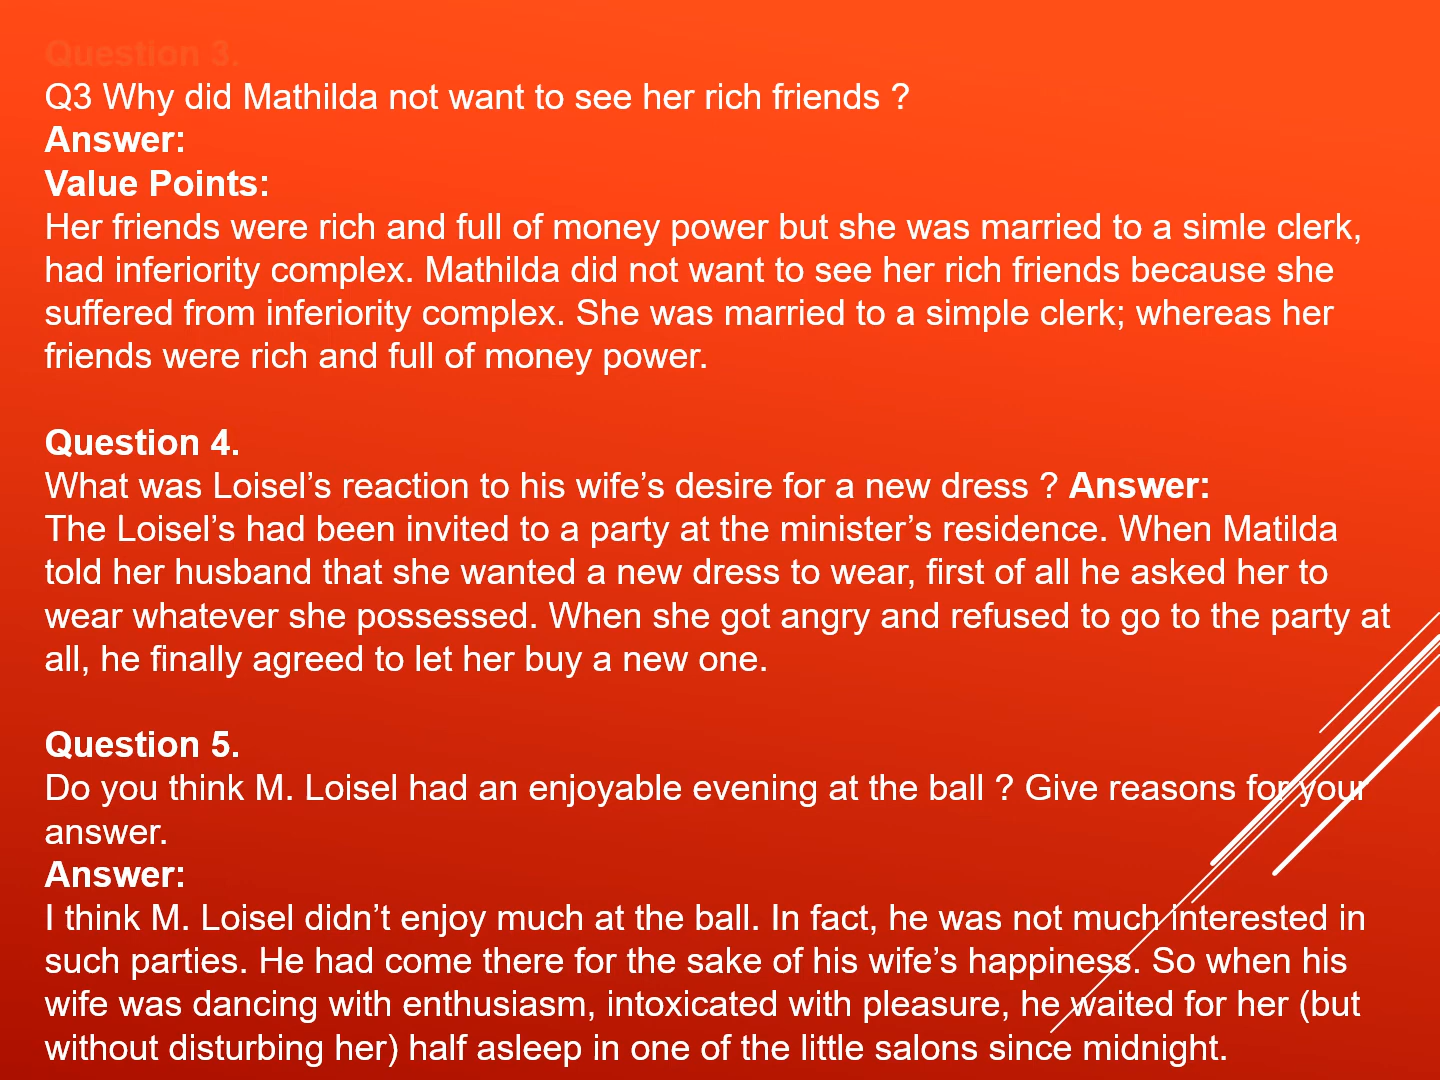 Question 3.
Q3 Why did Mathilda not want to see her rich friends ?
Answer:
Value Points:
Her friends were rich and full of money power but she was married to a simle clerk,
had inferiority complex. Mathilda did not want to see her rich friends because she
suffered from inferiority complex. She was married to a simple clerk; whereas her
friends were rich and full of money power.
Question 4.
What was Loisel’s reaction to his wife’s desire for a new dress ? Answer:
The Loisel’s had been invited to a party at the minister’s residence. When Matilda
told her husband that she wanted a new dress to wear, first of all he asked her to
wear whatever she possessed. When she got angry and refused to go to the party at
all, he finally agreed to let her buy a new one.
Question 5.
Do you think M. Loisel had an enjoyable evening at the ball ? Give reasons for your
answer.
Answer:
I think M. Loisel didn’t enjoy much at the ball. In fact, he was not much interested in
such parties. He had come there for the sake of his wife’s happiness. So when his
wife was dancing with enthusiasm, intoxicated with pleasure, he waited for her (but
without disturbing her) half asleep in one of the little salons since midnight.